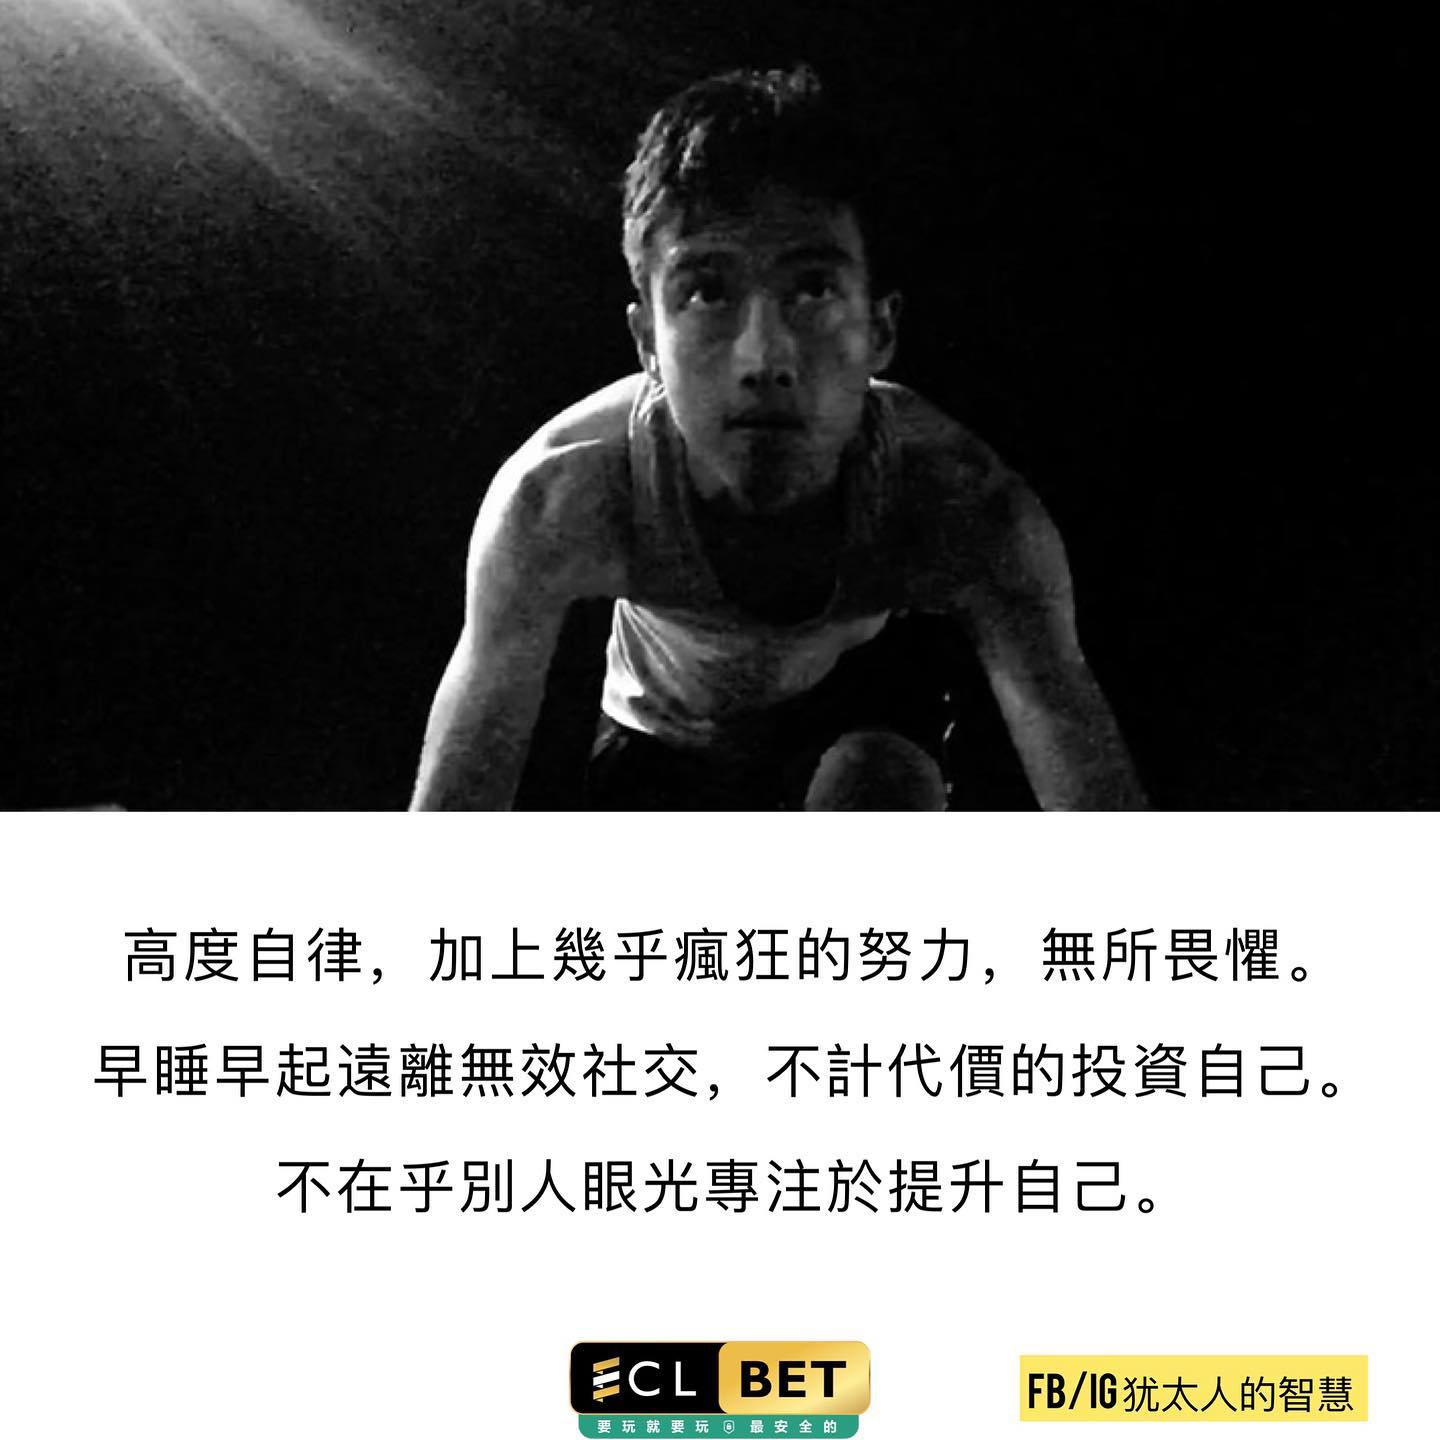 高度自律，加上幾乎瘋狂的努力，無所畏懼。
早睡早起遠離無效社交，不計代價的投資自己。
不在乎別人眼光專注於提升自己。
ECL BET
要玩就要玩最安全的
FB/IG犹太人的智慧